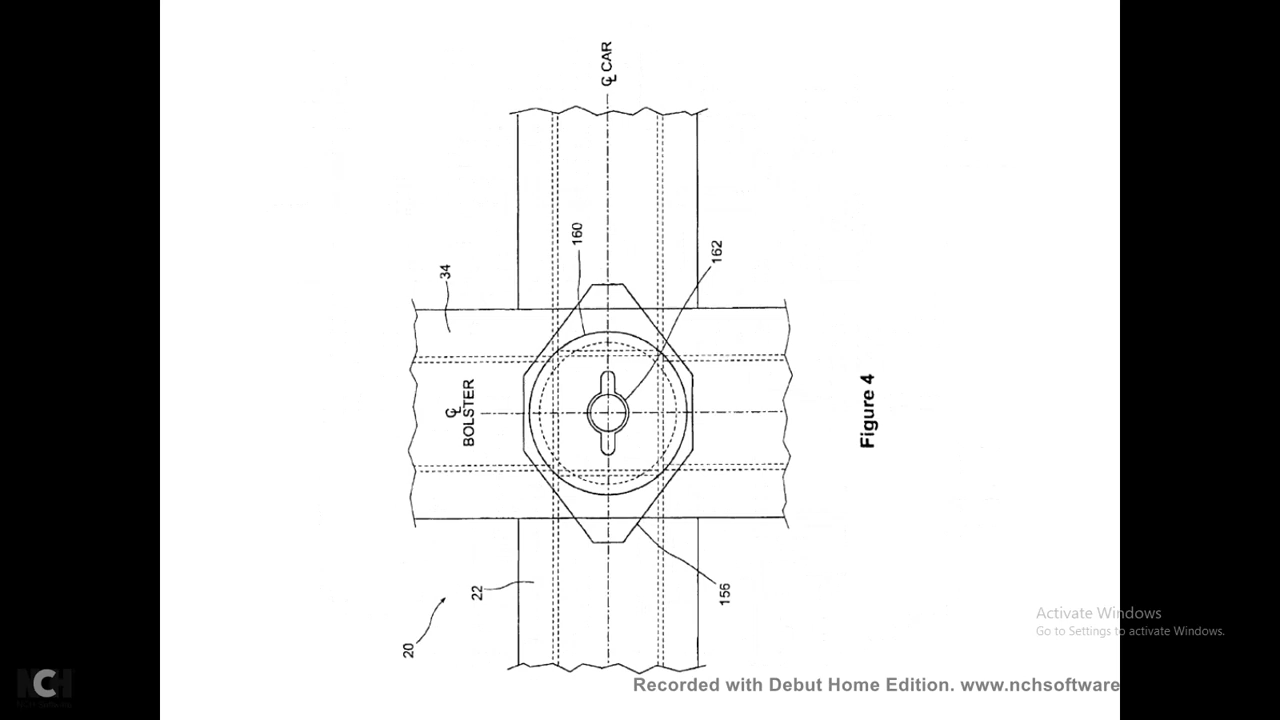 ℄ CAR
160
162
34
℄
BOLSTER
Figure 4
22
156
20
Activate Windows
Go to Settings to activate Windows.
NCH
Recorded with Debut Home Edition. www.nchsoftware